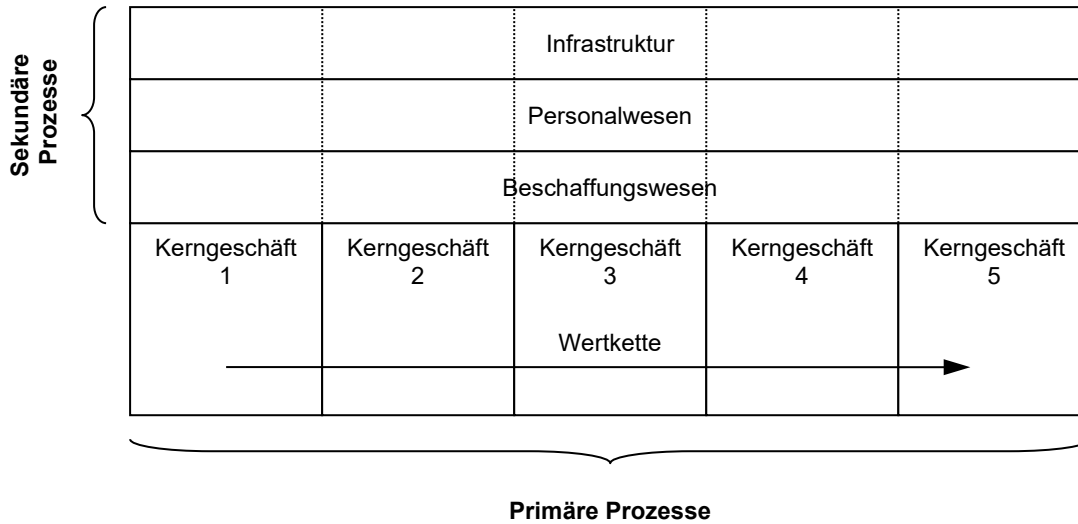 Sekundäre
Prozesse
Infrastruktur
Personalwesen
Beschaffungswesen
Kerngeschäft
1
Kerngeschäft
2
Kerngeschäft
3
Kerngeschäft
4
Kerngeschäft
5
Wertkette
Primäre Prozesse